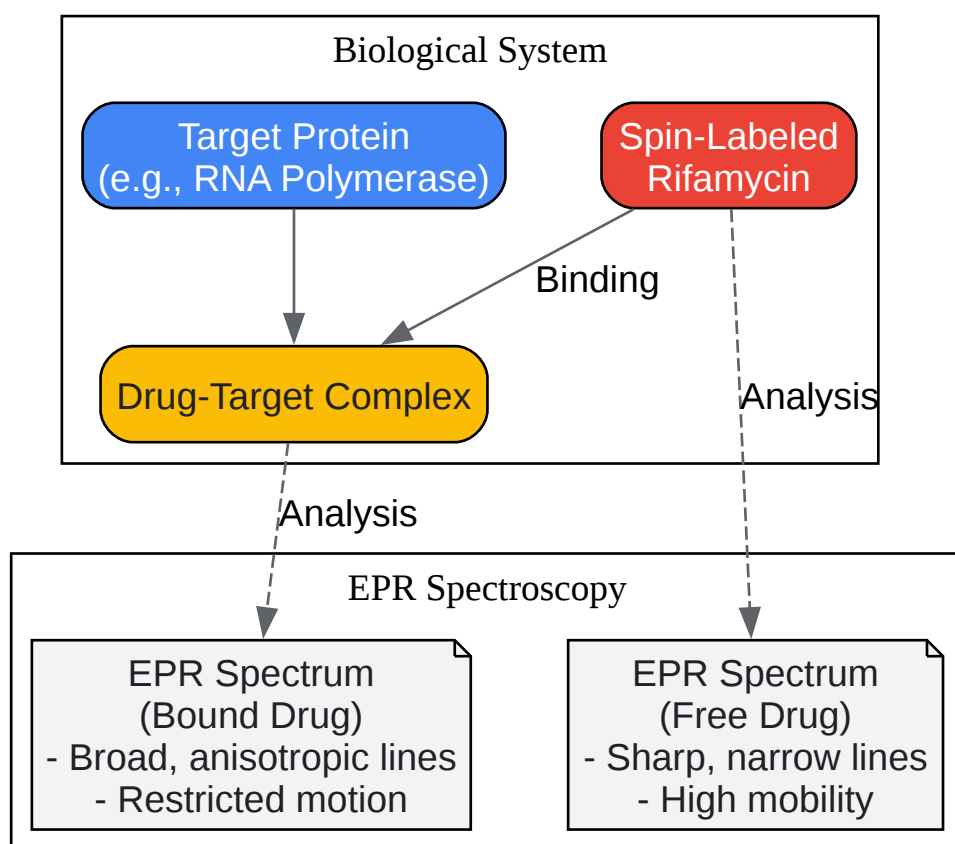 Biological System
Target Protein
(e.g., RNA Polymerase)
Spin-Labeled
Rifamycin
Binding
Drug-Target Complex
Analysis
Analysis
EPR Spectroscopy
EPR Spectrum
(Bound Drug)
- Broad, anisotropic lines
- Restricted motion
EPR Spectrum
(Free Drug)
- Sharp, narrow lines
- High mobility